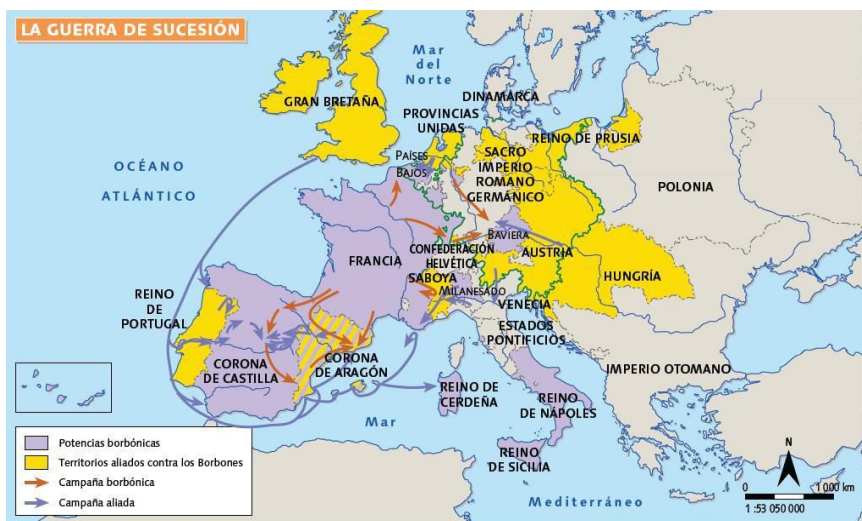 LA GUERRA DE SUCESIÓN
Mar
del
Norte
DINAMARCA
GRAN BRETAÑA
PROVINCIAS
UNIDAS
REINO DE PRUSIA
PAÍSES
BAJOS
SACRO
IMPERIO
ROMANO
GERMÁNICO
OCÉANO
ATLÁNTICO
POLONIA
BAVIERA
CONFEDERACIÓN
HELVÉTICA
AUSTRIA
FRANCIA
SABOYA
HUNGRÍA
MILANESADO
VENECIA
REINO
DE
PORTUGAL
ESTADOS
PONTIFICIOS
CORONA
DE CASTILLA
CORONA
DE ARAGÓN
IMPERIO OTOMANO
REINO DE
CERDEÑA
REINO
DE NÁPOLES
Mar
REINO
DE SICILIA
Mediterráneo
Potencias borbónicas
Territorios aliados contra los Borbones
Campaña borbónica
Campaña aliada
N
0 1 000 km
1 :53 050 000